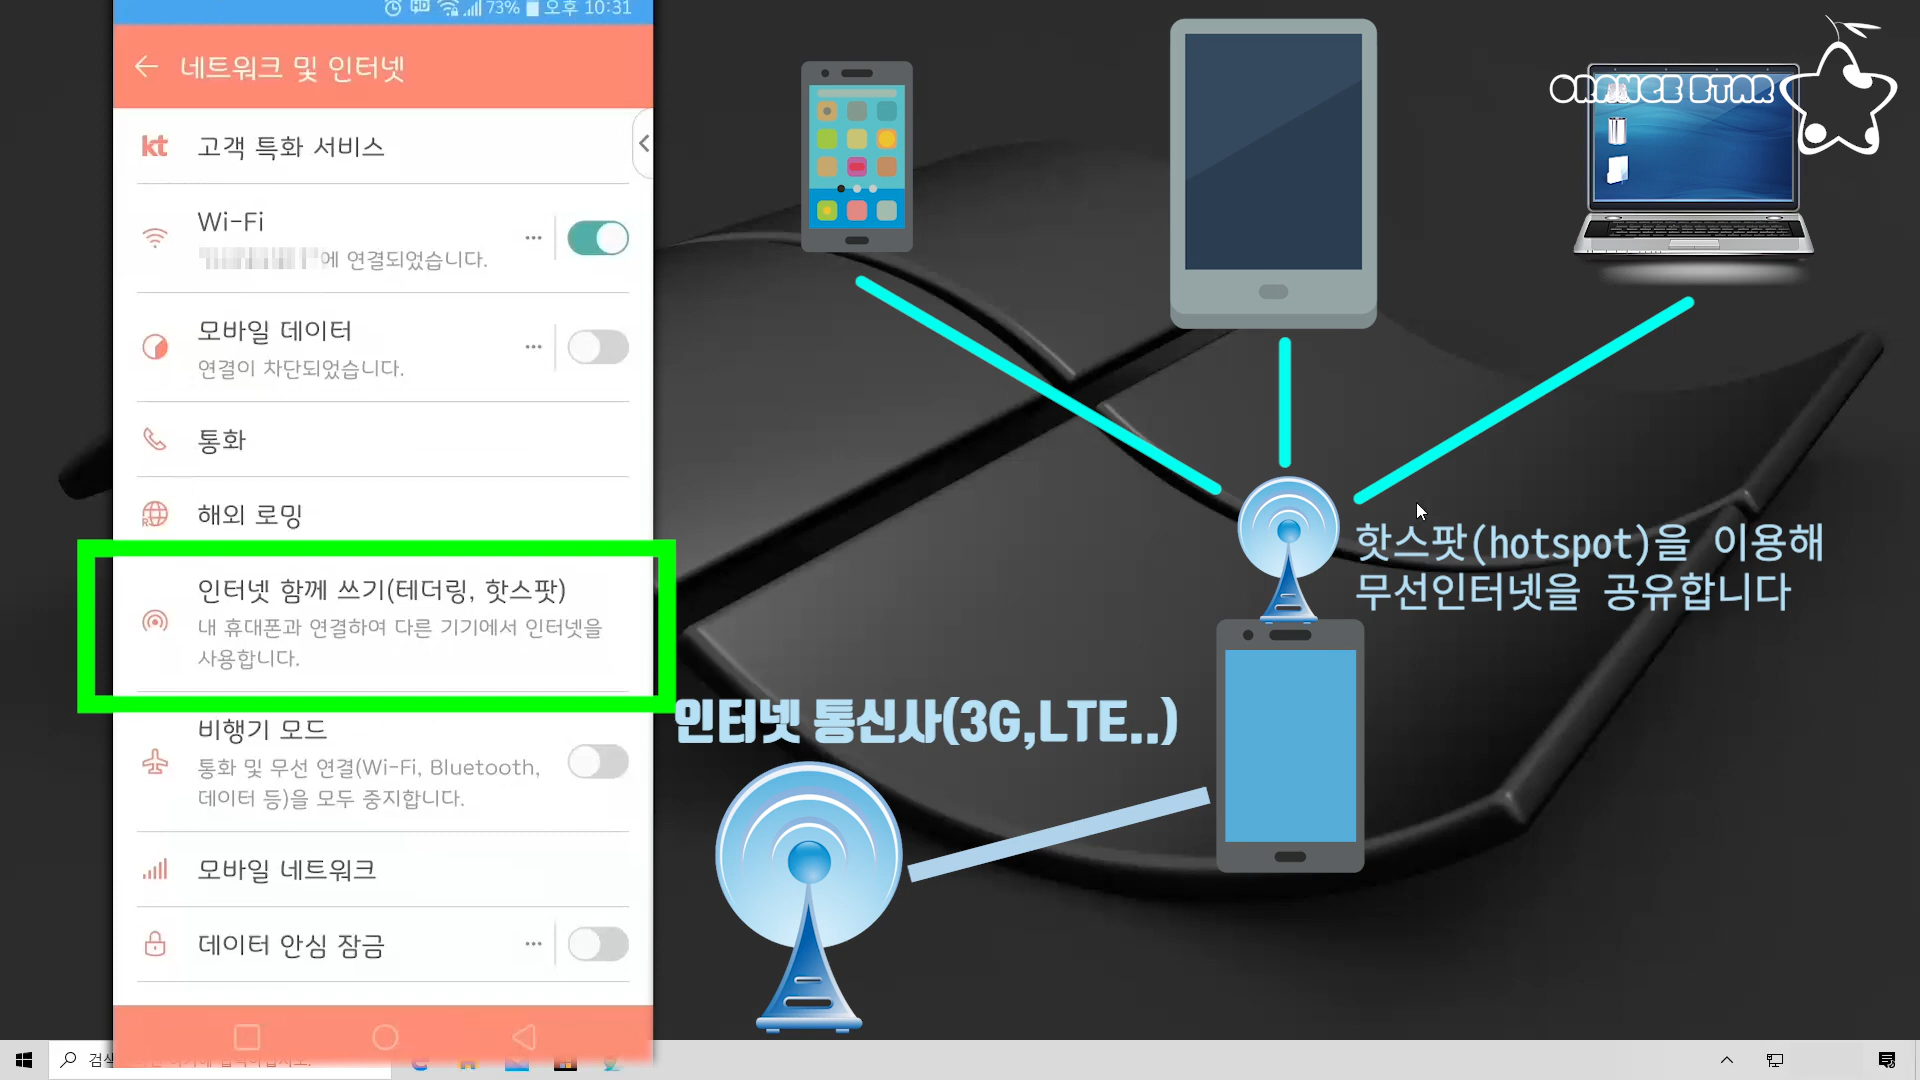 73% 오후 10:31
네트워크 및 인터넷
kt 고객 특화 서비스
Wi-Fi
에 연결되었습니다.
모바일 데이터
연결이 차단되었습니다.
통화
해외 로밍
인터넷 함께 쓰기(테더링, 핫스팟)
내 휴대폰과 연결하여 다른 기기에서 인터넷을
사용합니다.
비행기 모드
통화 및 무선 연결(Wi-Fi, Bluetooth,
데이터 등)을 모두 중지합니다.
모바일 네트워크
데이터 안심 잠금
ORANGE STAR
핫스팟(hotspot)을 이용해
무선인터넷을 공유합니다
인터넷 통신사(3G,LTE..)